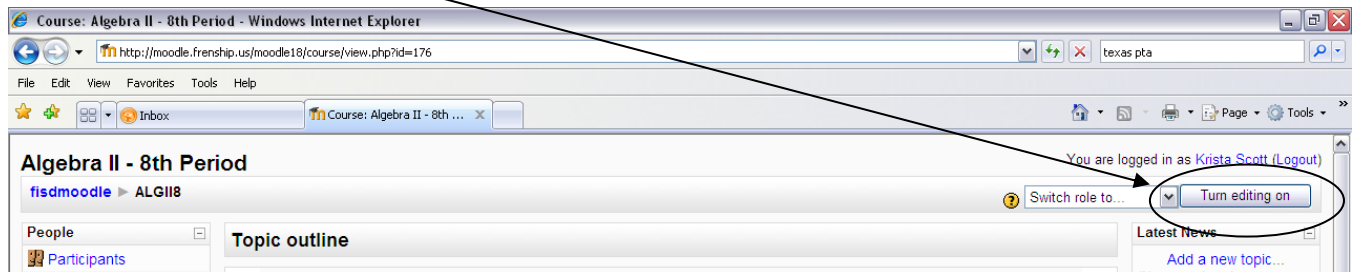 Course: Algebra II - 8th Period - Windows Internet Explorer
http://moodle.frenship.us/moodle18/course/view.php?id=176
texas pta
File Edit View Favorites Tools Help
Inbox
Course: Algebra II - 8th ...
Page
Tools
Algebra II - 8th Period
You are logged in as Krista Scott (Logout)
fisdmoodle ► ALGII8
Switch role to...
Turn editing on
People
Topic outline
Latest News
Participants
Add a new topic...